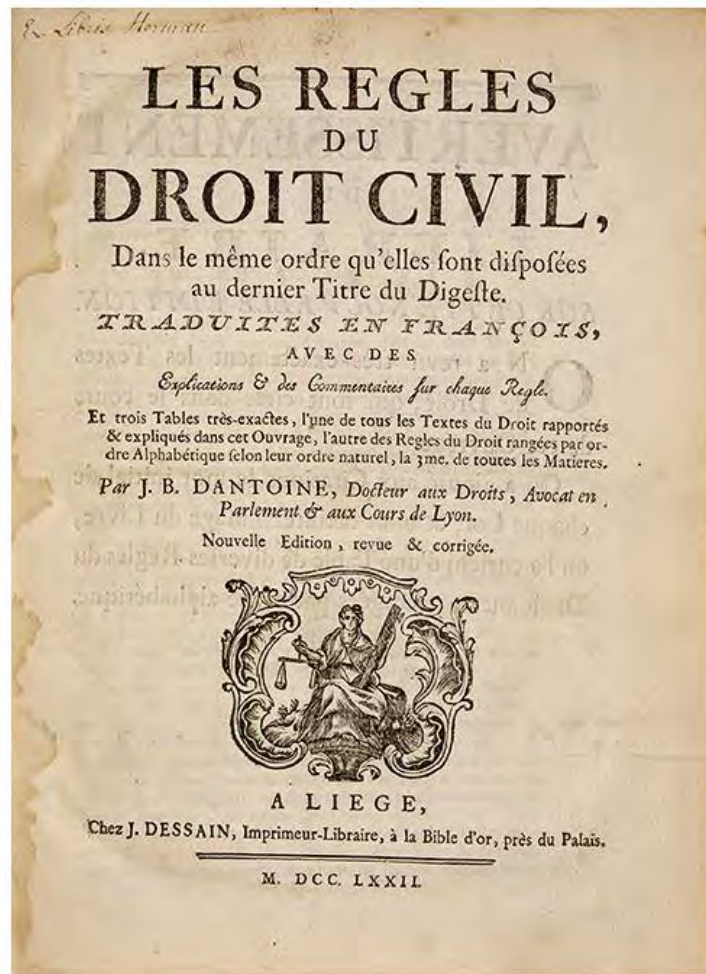 Ex Libris Herman
LES REGLES
DU
DROIT CIVIL,
Dans le même ordre qu'elles ſont diſpoſées
au dernier Titre du Digeſte.
TRADUITES EN FRANÇOIS,
AVEC DES
Explications & des Commentaires ſur chaque Regle.
Et trois Tables très-exactes, l'une de tous les Textes du Droit rapportés
& expliqués dans cet Ouvrage, l'autre des Regles du Droit rangées par or-
dre Alphabétique ſelon leur ordre naturel, la 3me. de toutes les Matieres.
Par J. B. DANTOINE, Docteur aux Droits, Avocat en
Parlement & aux Cours de Lyon.
Nouvelle Edition, revue & corrigée.
A LIEGE,
Chez J. DESSAIN, Imprimeur-Libraire, à la Bible d'or, près du Palais.
M. DCC. LXXII.